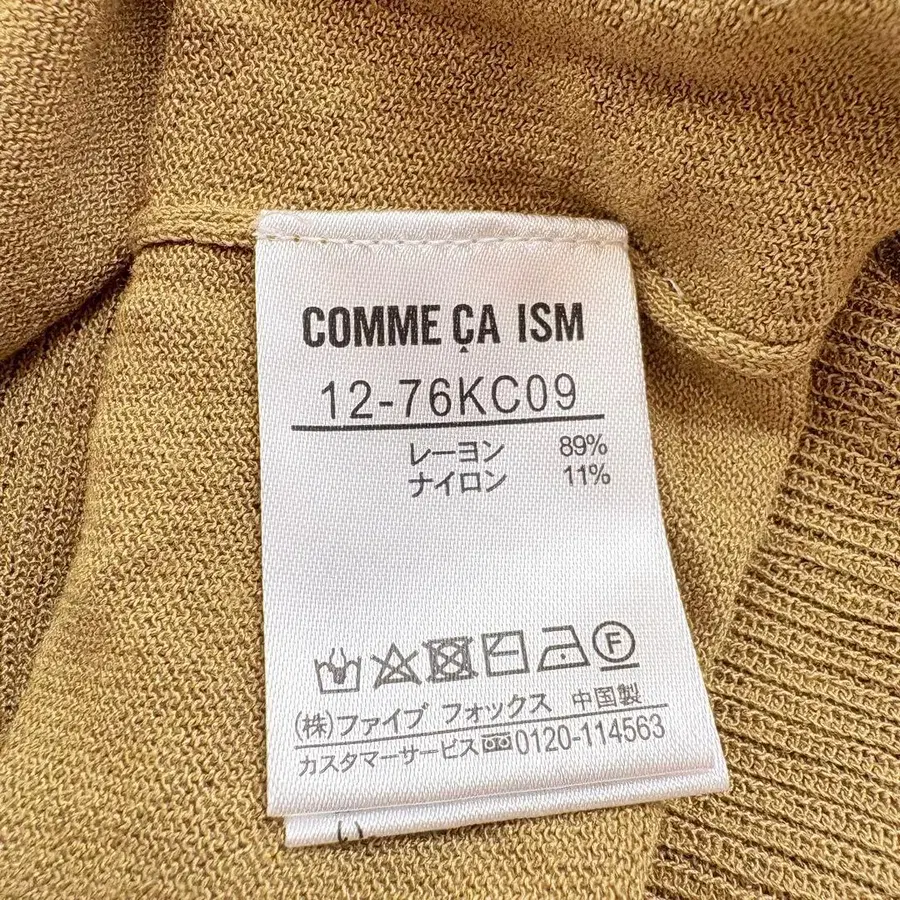 COMME ÇA ISM
12-76KC09
レーヨン 89%
ナイロン 11%
F
(株)ファイブ フォックス 中国製
カスタマーサービス 0120-114563